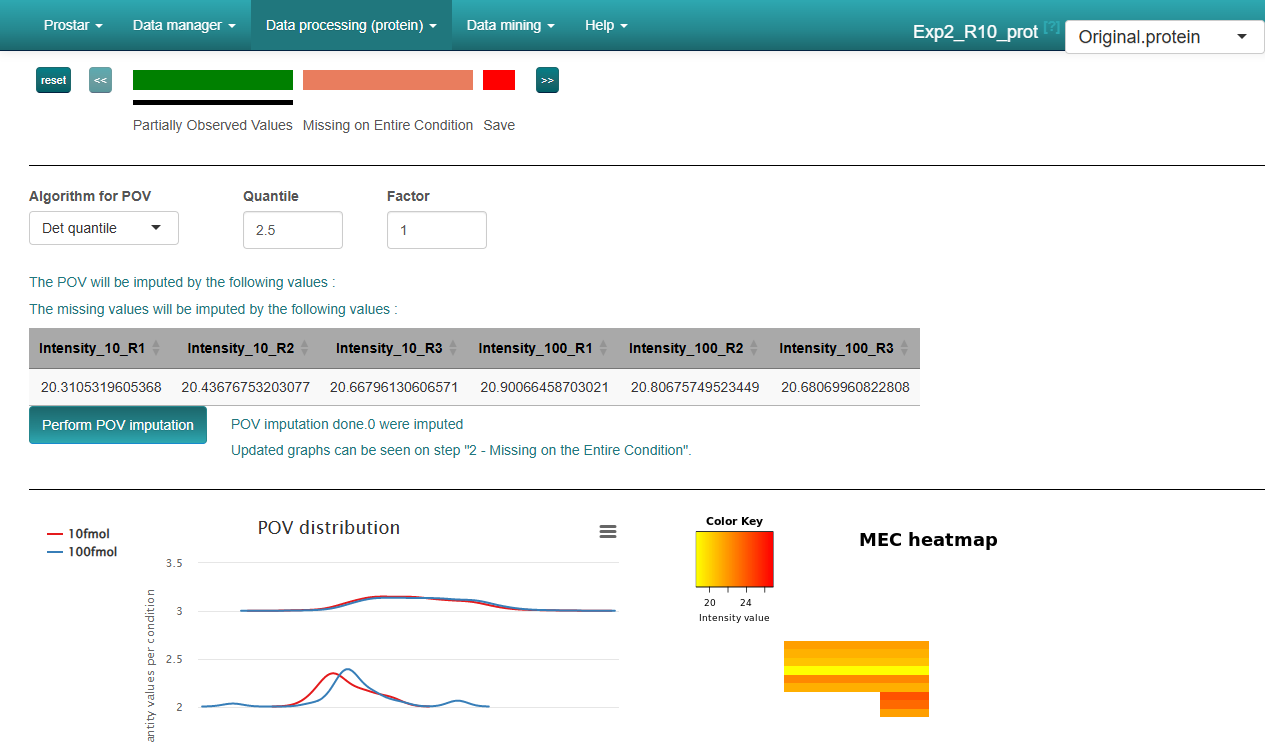 Prostar Data manager Data processing (protein) Data mining Help Exp2_R10_prot [?] Original.protein
reset << >>
Partially Observed Values Missing on Entire Condition Save
Algorithm for POV Quantile Factor
Det quantile 2.5 1
The POV will be imputed by the following values :
The missing values will be imputed by the following values :
Intensity_10_R1 Intensity_10_R2 Intensity_10_R3 Intensity_100_R1 Intensity_100_R2 Intensity_100_R3
20.3105319605368 20.43676753203077 20.66796130606571 20.90066458703021 20.80675749523449 20.68069960822808
Perform POV imputation POV imputation done.0 were imputed
Updated graphs can be seen on step "2 - Missing on the Entire Condition".
10fmol
100fmol
POV distribution
3.5
3
2.5
2
antity values per condition
Color Key
20 24
Intensity value
MEC heatmap